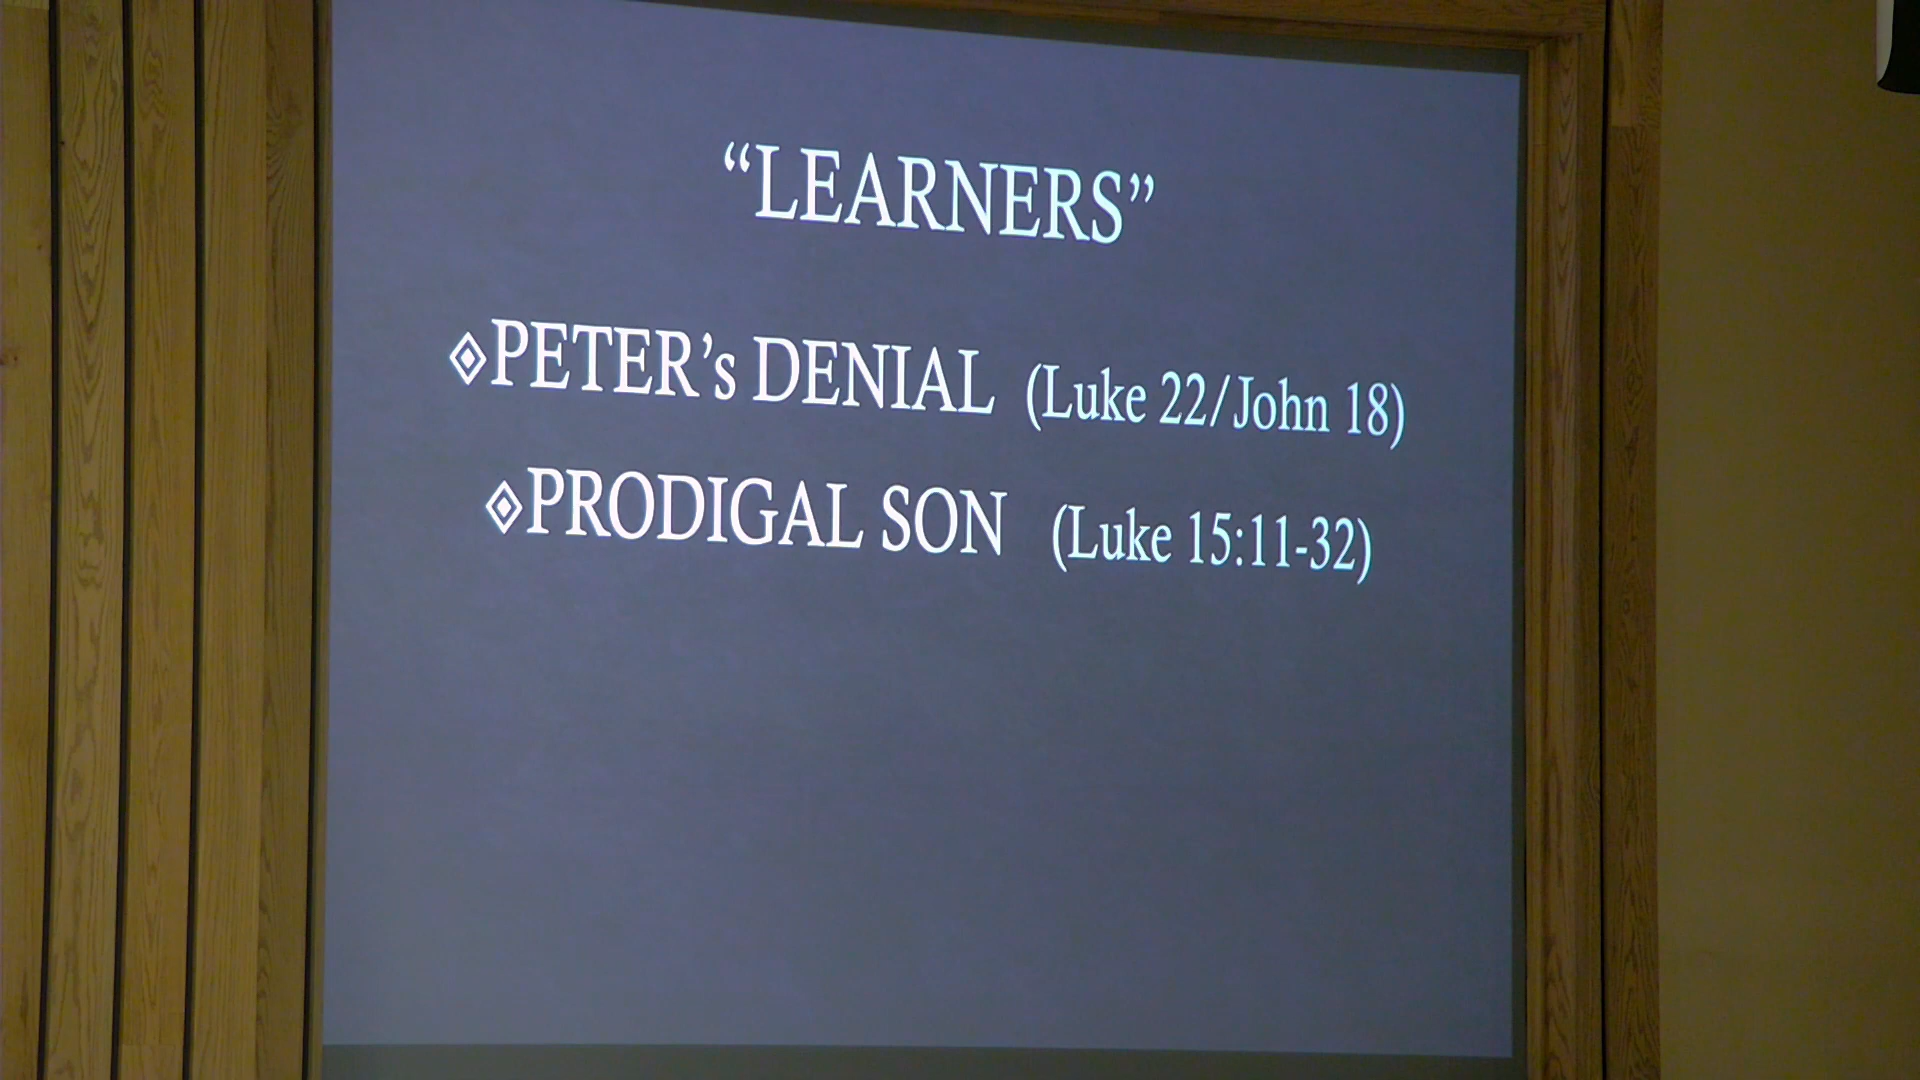 “LEARNERS”
PETER’s DENIAL (Luke 22/John 18)
PRODIGAL SON (Luke 15:11-32)